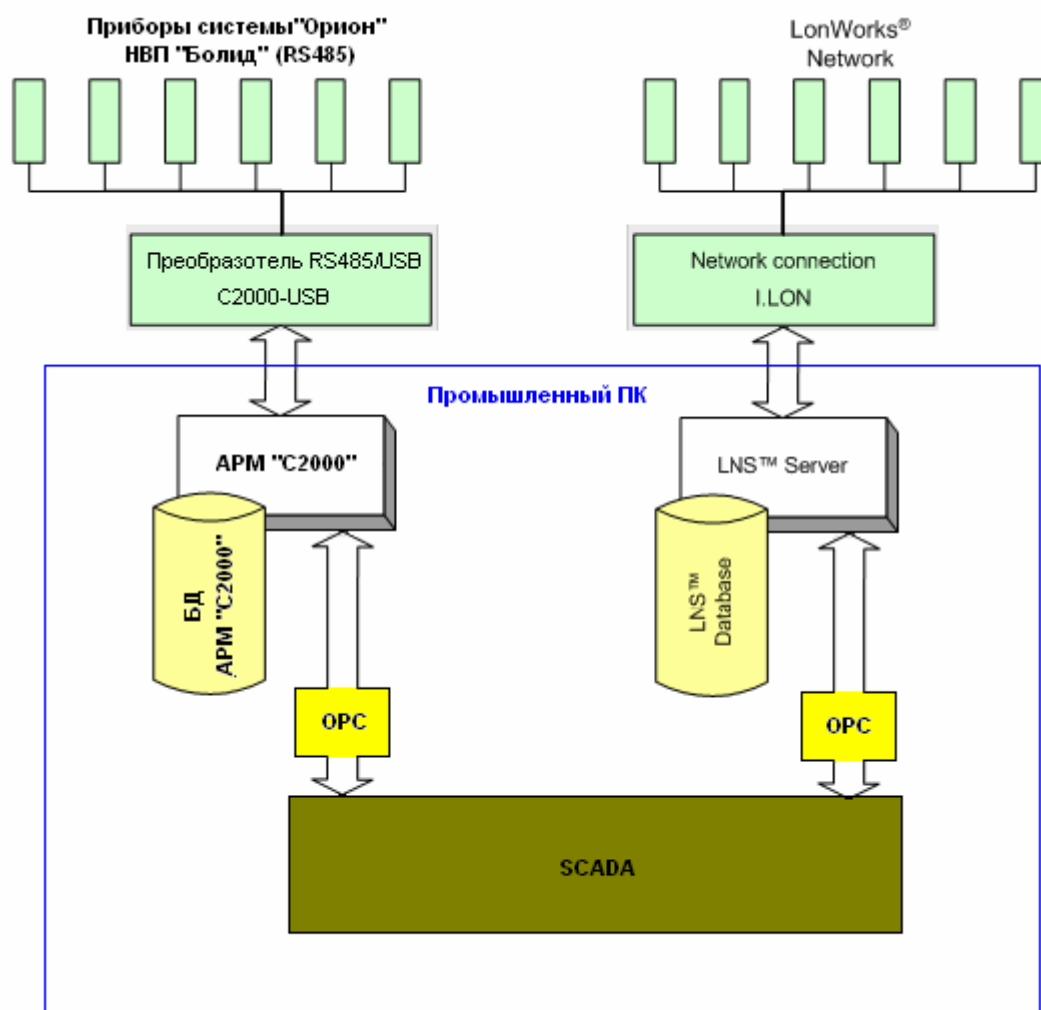 Приборы системы"Орион"
НВП "Болид" (RS485)
LonWorks®
Network
Преобразотель RS485/USB
C2000-USB
Network connection
I.LON
Промышленный ПК
АРМ "С2000"
LNS™ Server
БД
АРМ "С2000"
LNS™
Database
OPC
OPC
SCADA